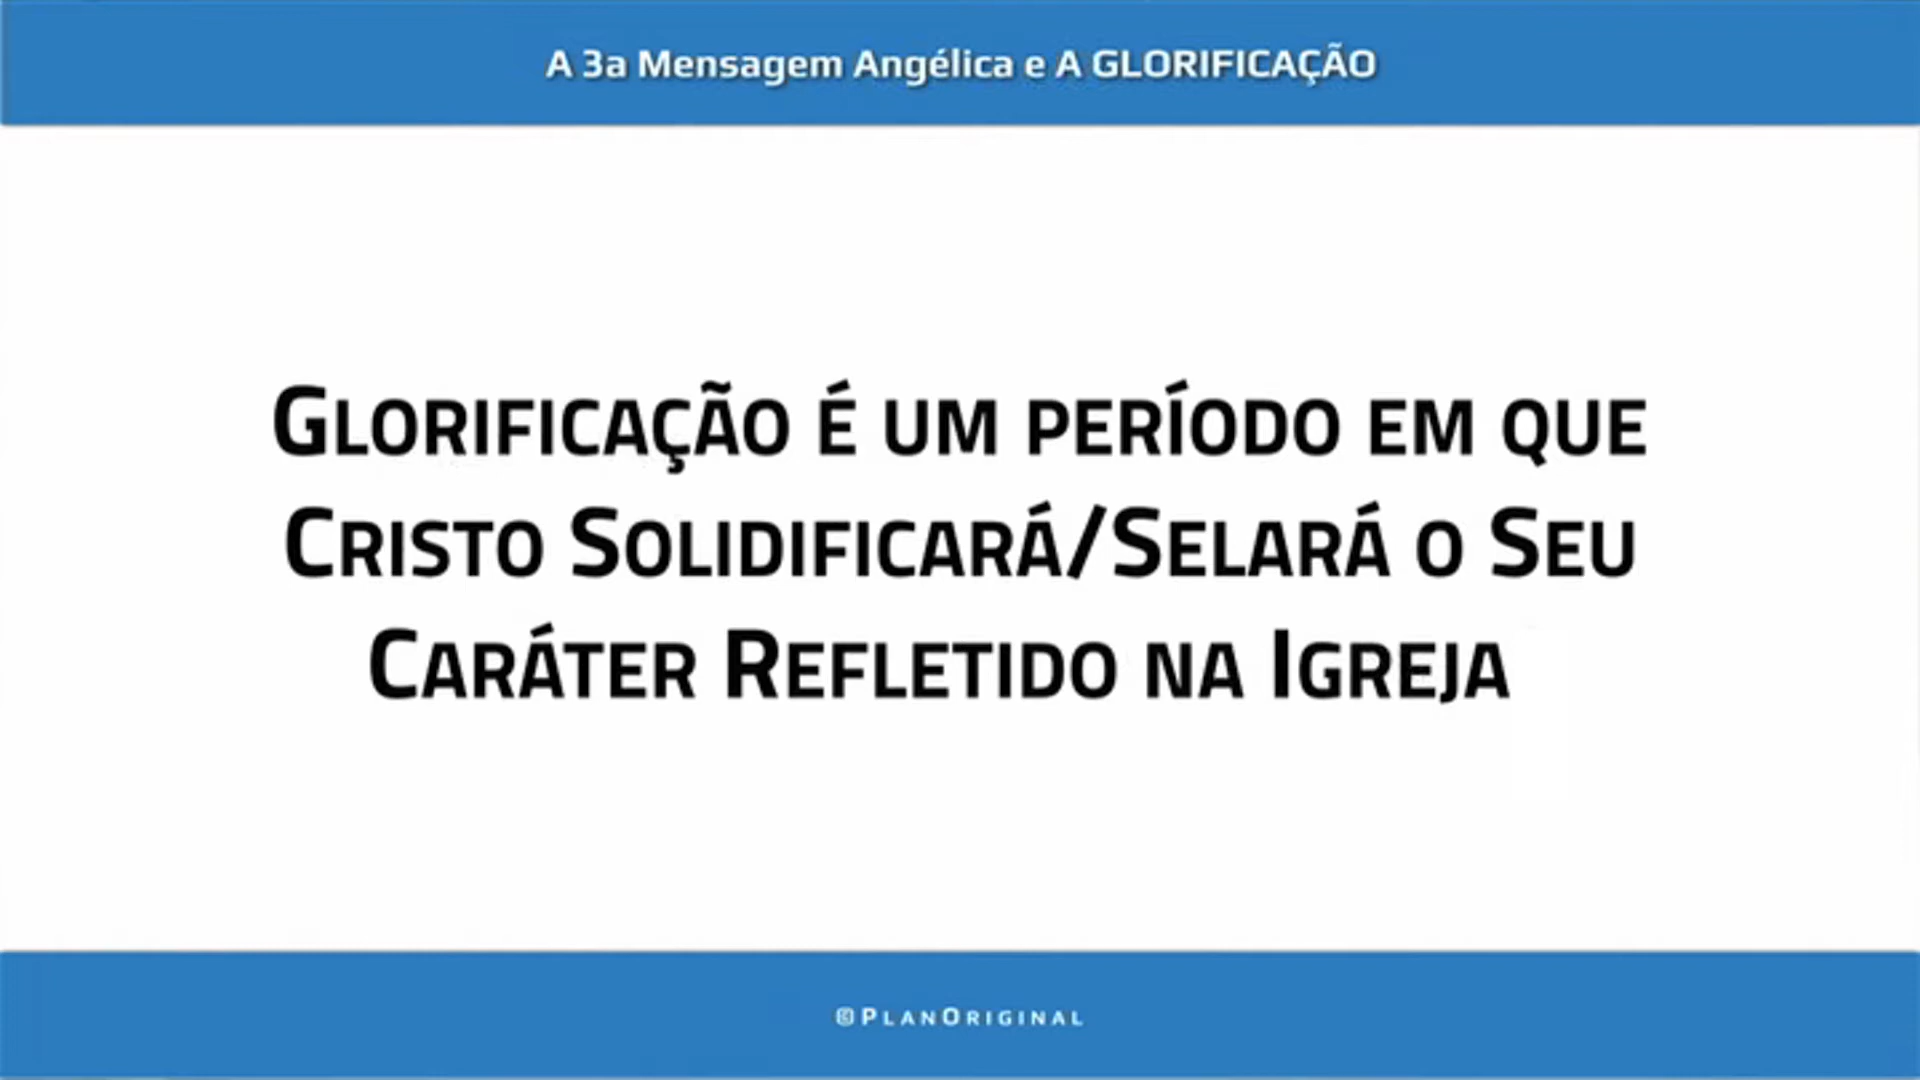 A 3a Mensagem Angélica e A GLORIFICAÇÃO
Glorificação é um período em que
Cristo Solidificará/Selará o Seu
Caráter Refletido na Igreja
©PlanOriginal